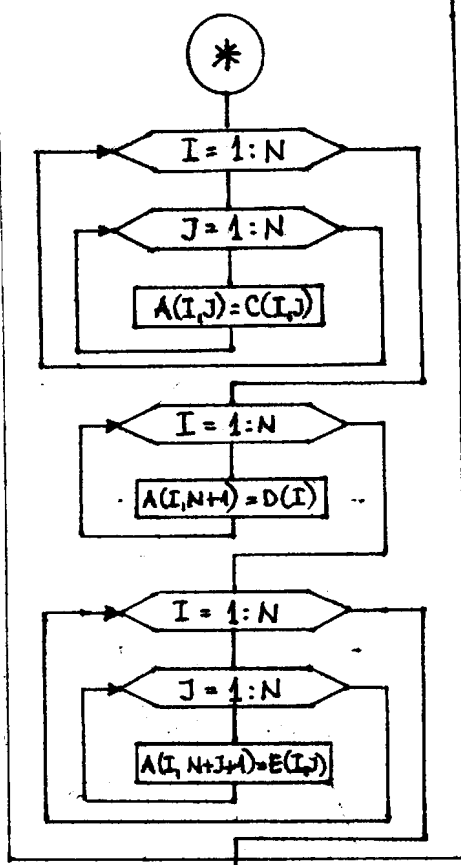 *
I = 1:N
J = 1:N
A(I,J)=C(I,J)
I = 1:N
A(I,N+1)=D(I)
I = 1:N
J = 1:N
A(I, N+J+1)=E(I,J)